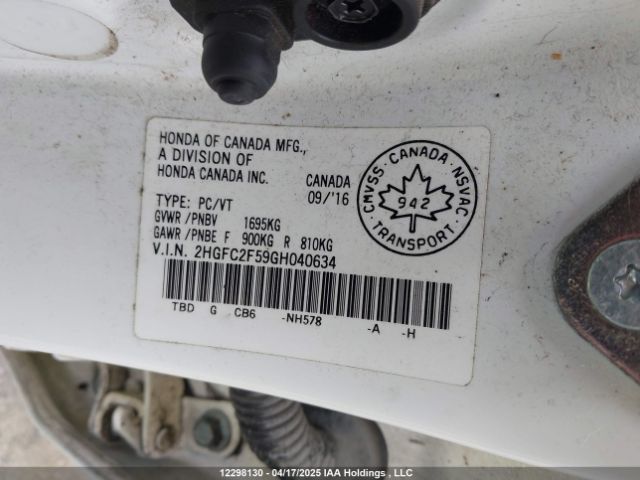 HONDA OF CANADA MFG.,
A DIVISION OF
HONDA CANADA INC.
CANADA
09/'16
TYPE: PC/VT
GVWR /PNBV 1695KG
GAWR /PNBE F 900KG R 810KG
V.I.N. 2HGFC2F59GH040634
TBD G CB6 -NH578 -A -H
CMVSS · CANADA · NSVAC
942
TRANSPORT
12298130 - 04/17/2025 IAA Holdings , LLC